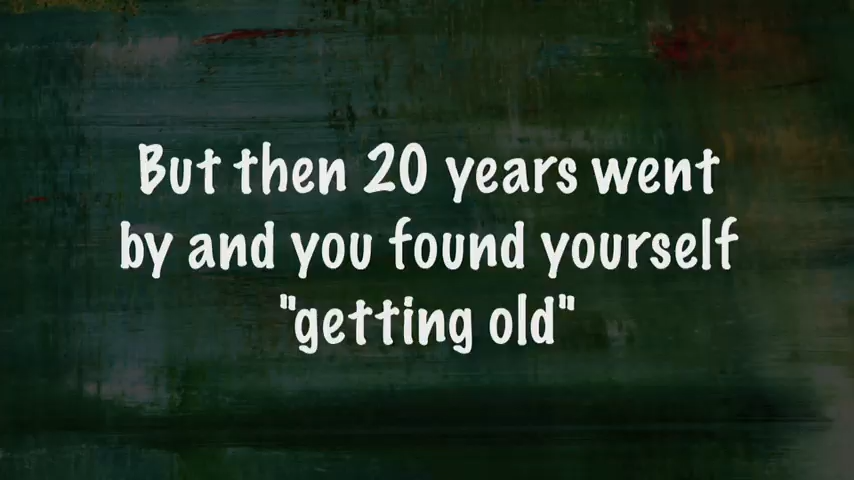 But then 20 years went
by and you found yourself
"getting old"